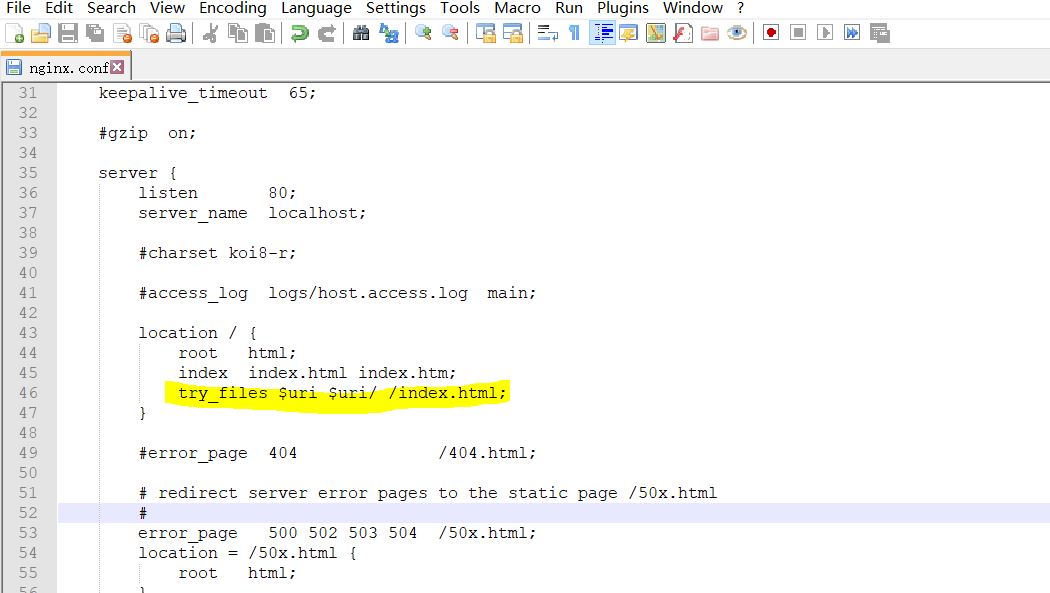 File Edit Search View Encoding Language Settings Tools Macro Run Plugins Window ?
nginx.conf
31 keepalive_timeout  65;
32
33 #gzip  on;
34
35 server {
36 listen       80;
37 server_name  localhost;
38
39 #charset koi8-r;
40
41 #access_log  logs/host.access.log  main;
42
43 location / {
44 root   html;
45 index  index.html index.htm;
46 try_files $uri $uri/ /index.html;
47 }
48
49 #error_page  404              /404.html;
50
51 # redirect server error pages to the static page /50x.html
52 #
53 error_page   500 502 503 504  /50x.html;
54 location = /50x.html {
55 root   html;
56 }